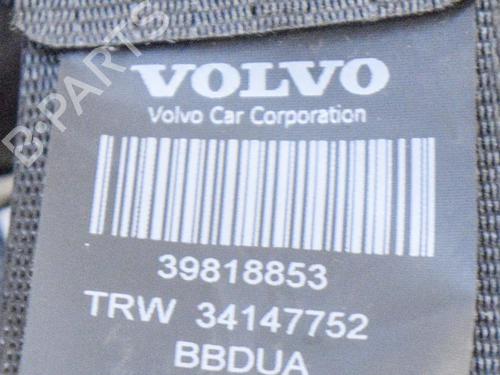 VOLVO
Volvo Car Corporation
39818853
TRW 34147752
BBDUA
B-PARTS